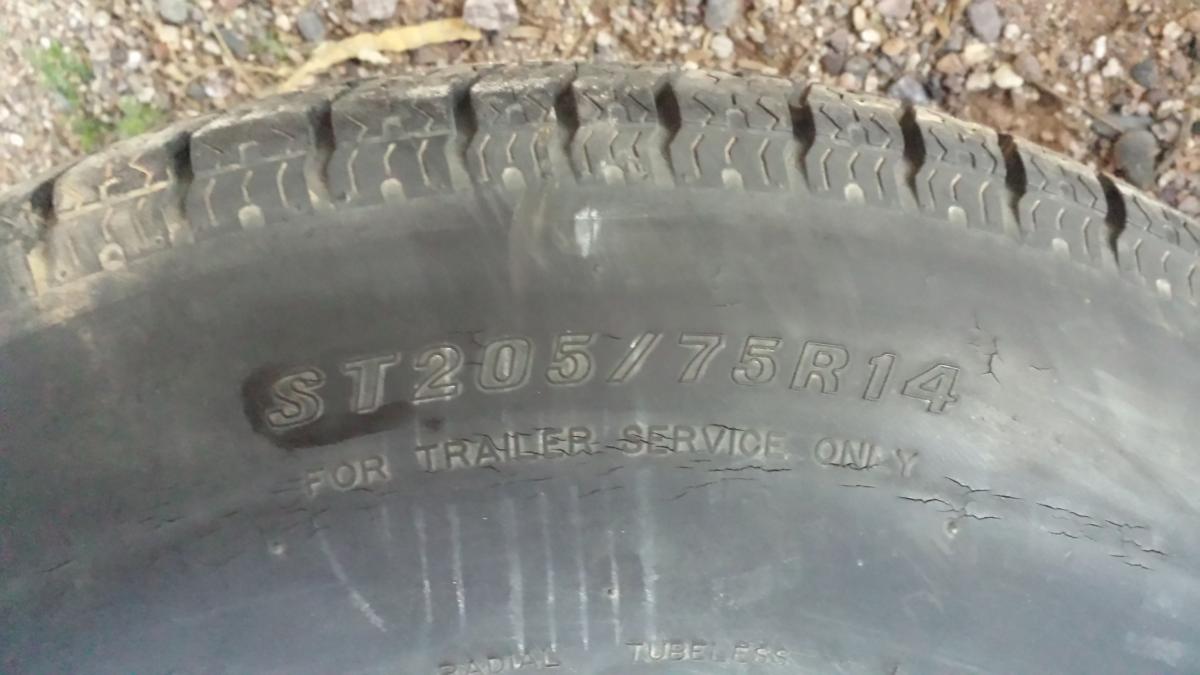 ST205/75R14
FOR TRAILER SERVICE ONLY
RADIAL TUBELESS